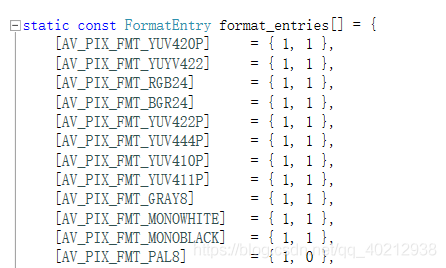 static const FormatEntry format_entries[] = {
[AV_PIX_FMT_YUV420P] = { 1, 1 },
[AV_PIX_FMT_YUYV422] = { 1, 1 },
[AV_PIX_FMT_RGB24] = { 1, 1 },
[AV_PIX_FMT_BGR24] = { 1, 1 },
[AV_PIX_FMT_YUV422P] = { 1, 1 },
[AV_PIX_FMT_YUV444P] = { 1, 1 },
[AV_PIX_FMT_YUV410P] = { 1, 1 },
[AV_PIX_FMT_YUV411P] = { 1, 1 },
[AV_PIX_FMT_GRAY8] = { 1, 1 },
[AV_PIX_FMT_MONOWHITE] = { 1, 1 },
[AV_PIX_FMT_MONOBLACK] = { 1, 1 },
[AV_PIX_FMT_PAL8] = { 1, 0 },
https://blog.csdn.net/qq_40212938